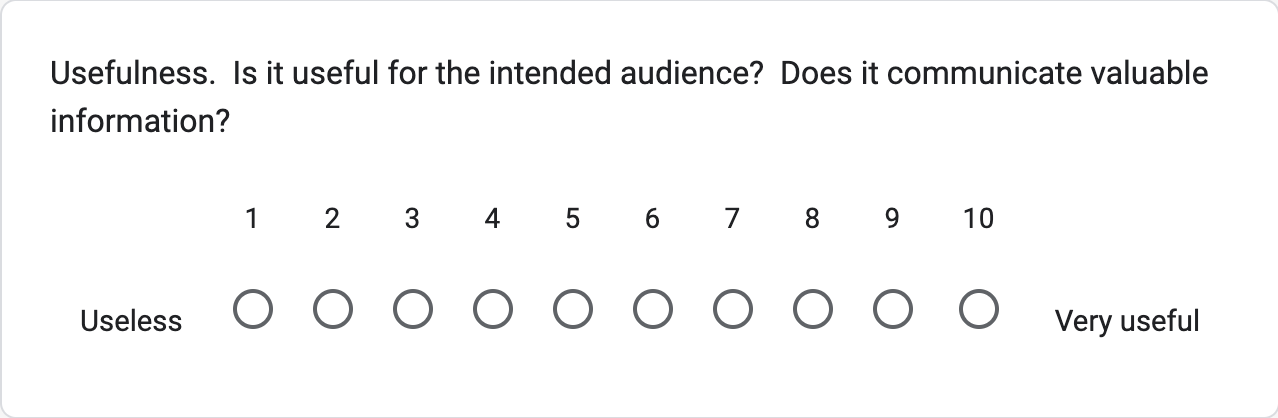 Usefulness.  Is it useful for the intended audience?  Does it communicate valuable
information?
1 2 3 4 5 6 7 8 9 10
Useless Very useful